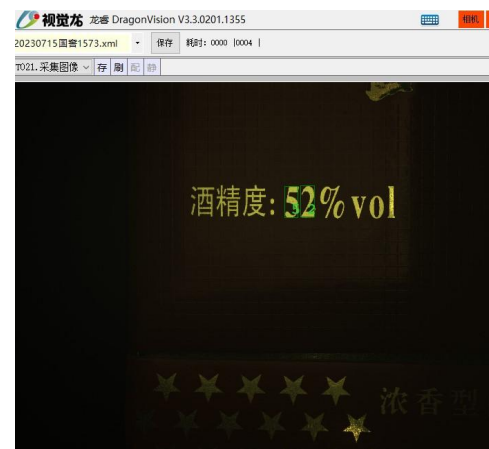 视觉龙 龙睿 DragonVision V3.3.0201.1355 相机
20230715国窖1573.xml 保存 耗时: 0000 |0004 |
T021.采集图像 存 刷 配 静
酒精度: 52% vol
浓香型